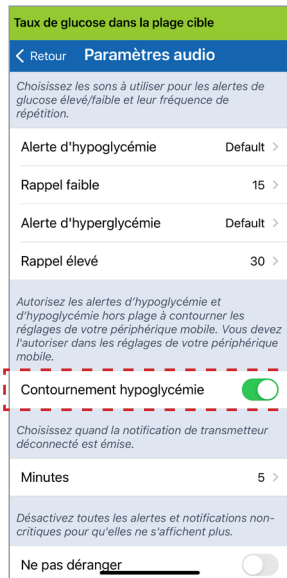 Taux de glucose dans la plage cible
Retour Paramètres audio
Choisissez les sons à utiliser pour les alertes de
glucose élevé/faible et leur fréquence de
répétition.
Alerte d'hypoglycémie Default
Rappel faible 15
Alerte d'hyperglycémie Default
Rappel élevé 30
Autorisez les alertes d'hypoglycémie et
d'hypoglycémie hors plage à contourner les
réglages de votre périphérique mobile. Vous devez
l'autoriser dans les réglages de votre périphérique
mobile.
Contournement hypoglycémie
Choisissez quand la notification de transmetteur
déconnecté est émise.
Minutes 5
Désactivez toutes les alertes et notifications non-
critiques pour qu'elles ne s'affichent plus.
Ne pas déranger